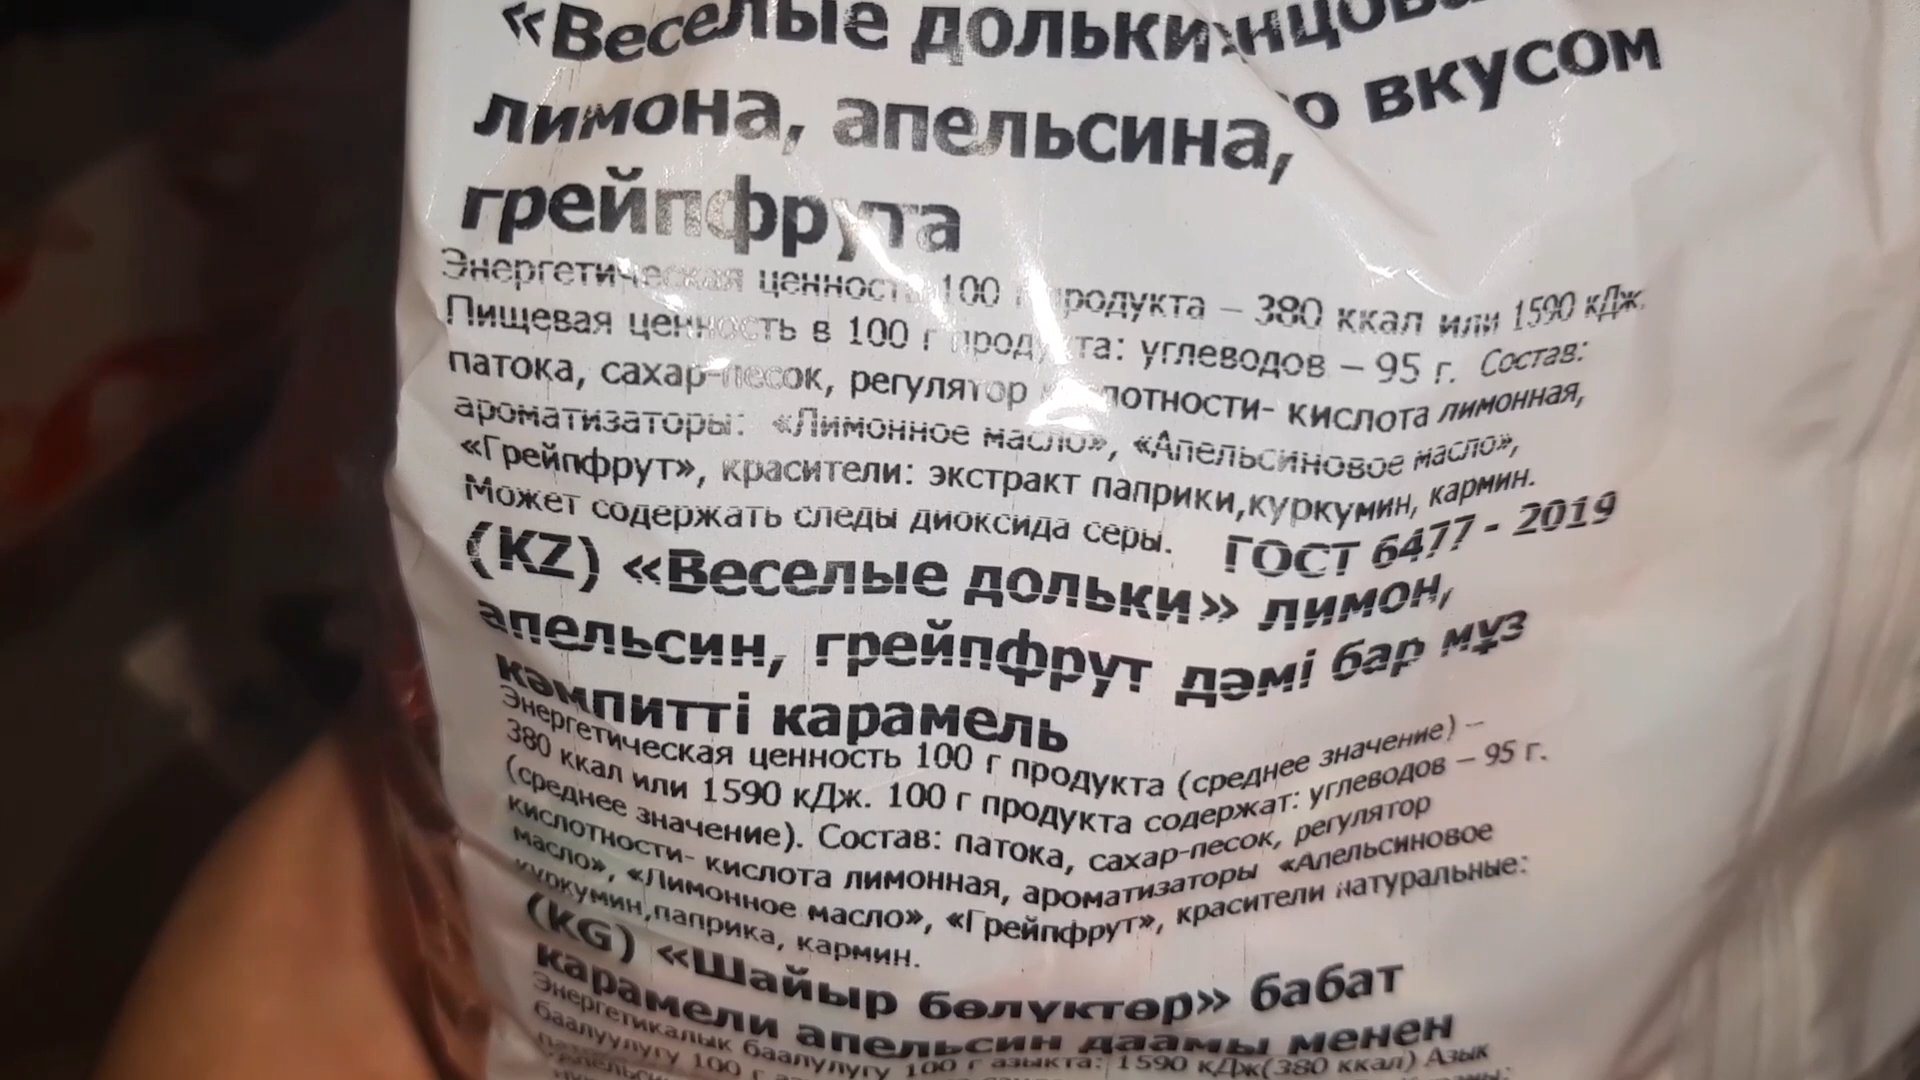 «Веселые дольки»
со вкусом
лимона, апельсина,
грейпфрута
Энергетическая ценность 100 г продукта – 380 ккал или 1590 кДж.
Пищевая ценность в 100 г продукта: углеводов – 95 г. Состав:
патока, сахар-песок, регулятор кислотности- кислота лимонная,
ароматизаторы: «Лимонное масло», «Апельсиновое масло»,
«Грейпфрут», красители: экстракт паприки,куркумин, кармин.
Может содержать следы диоксида серы. ГОСТ 6477 - 2019
(KZ) «Веселые дольки» лимон,
апельсин, грейпфрут дәмі бар мұз
кәмпитті карамель
Энергетическая ценность 100 г продукта (среднее значение) –
380 ккал или 1590 кДж. 100 г продукта содержат: углеводов – 95 г.
(среднее значение). Состав: патока, сахар-песок, регулятор
кислотности- кислота лимонная, ароматизаторы «Апельсиновое
масло», «Лимонное масло», «Грейпфрут», красители натуральные:
куркумин,паприка, кармин.
(KG) «Шайыр бөлүктөр» бабат
карамели апельсин даамы менен
Энергетикалык баалуулугу 100 г азыкта: 1590 кДж(380 ккал) Азык
баалуулугу 100 г